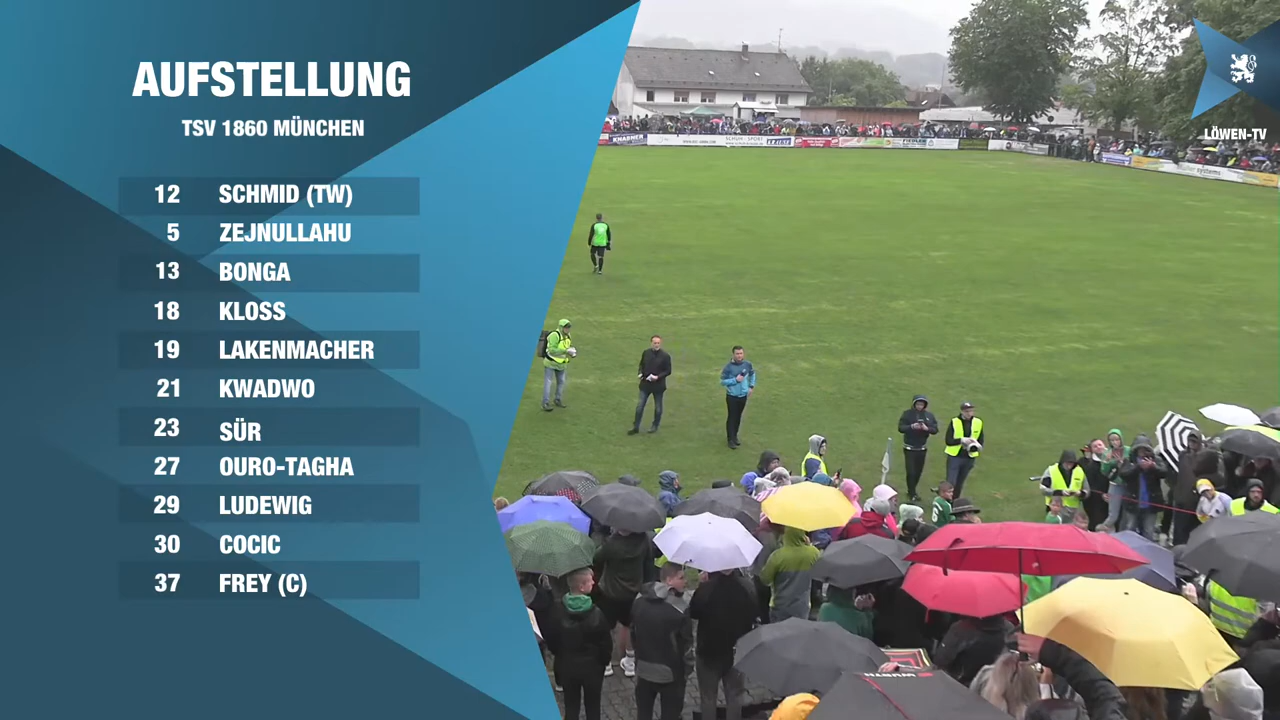 AUFSTELLUNG
TSV 1860 MÜNCHEN
12 SCHMID (TW)
5 ZEJNULLAHU
13 BONGA
18 KLOSS
19 LAKENMACHER
21 KWADWO
23 SÜR
27 OURO-TAGHA
29 LUDEWIG
30 COCIC
37 FREY (C)
LÖWEN-TV
WÜRTH